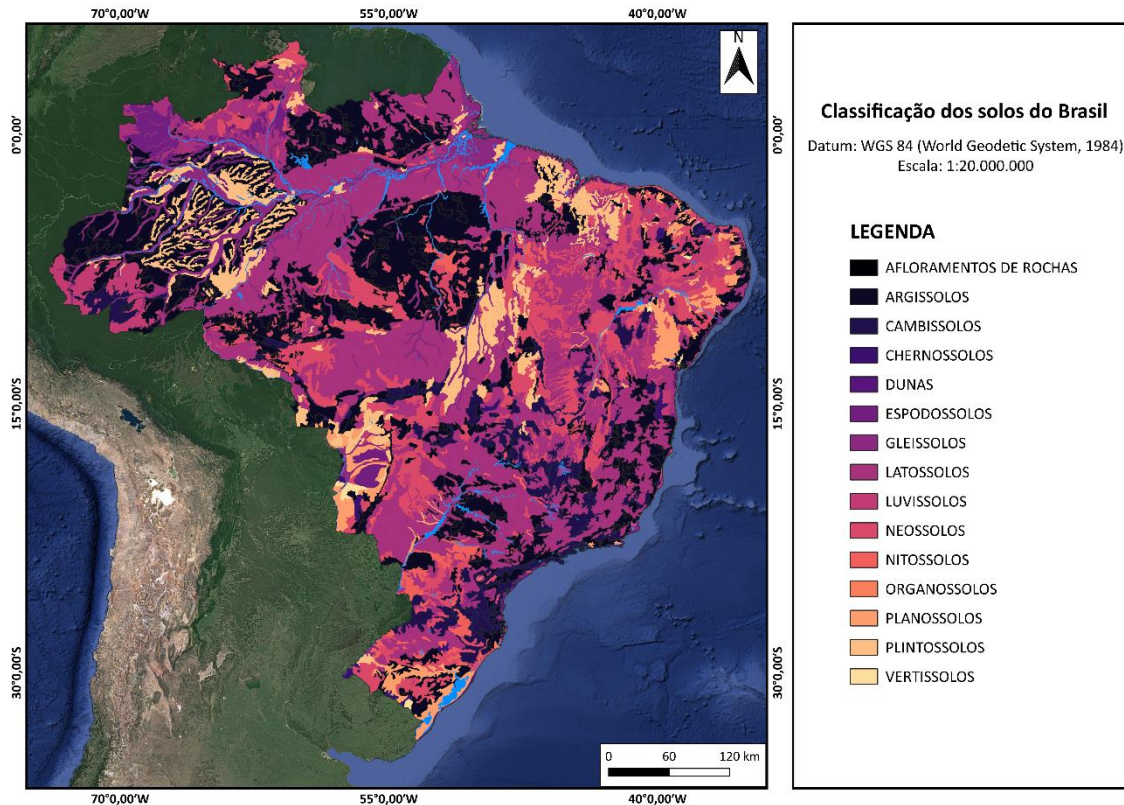 70°0,00'W 55°0,00'W 40°0,00'W
N
0°0,00' 0°0,00'
15°0,00'S 15°0,00'S
30°0,00'S 30°0,00'S
0 60 120 km
70°0,00'W 55°0,00'W 40°0,00'W
Classificação dos solos do Brasil
Datum: WGS 84 (World Geodetic System, 1984)
Escala: 1:20.000.000
LEGENDA
AFLORAMENTOS DE ROCHAS
ARGISSOLOS
CAMBISSOLOS
CHERNOSSOLOS
DUNAS
ESPODOSSOLOS
GLEISSOLOS
LATOSSOLOS
LUVISSOLOS
NEOSSOLOS
NITOSSOLOS
ORGANOSSOLOS
PLANOSSOLOS
PLINTOSSOLOS
VERTISSOLOS